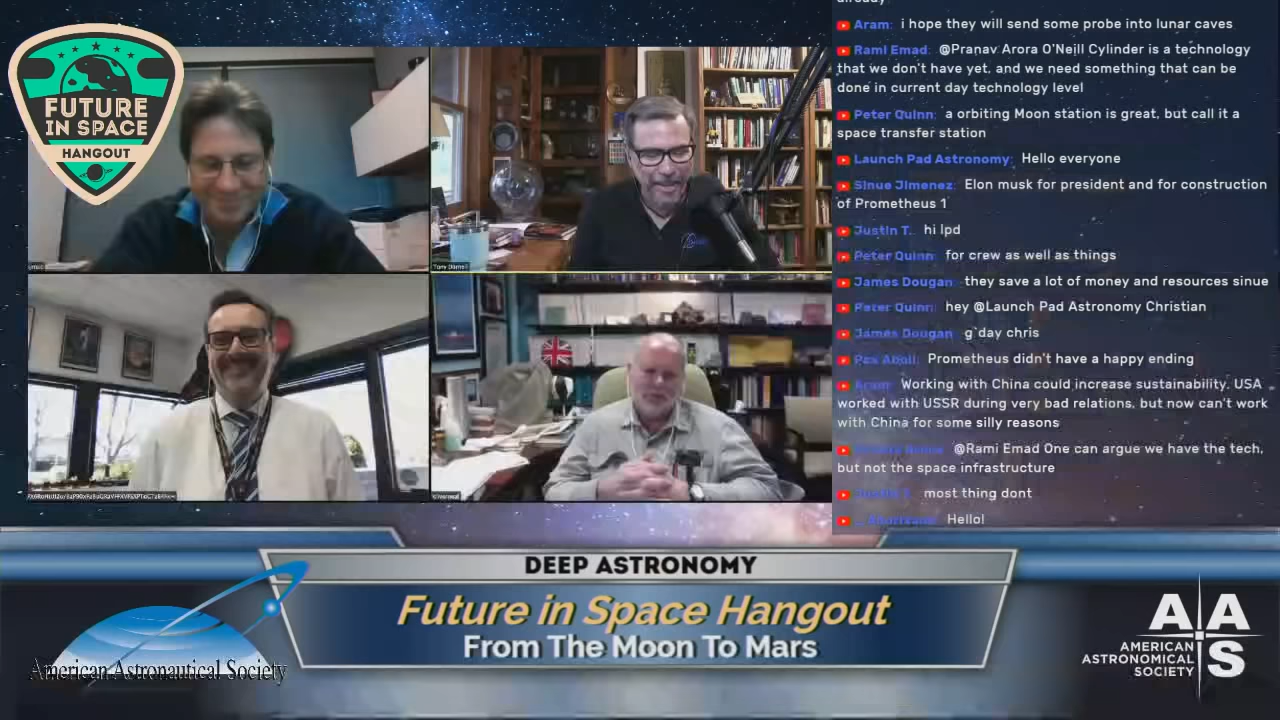 FUTURE
IN SPACE
HANGOUT
Tony Darnell
already
Aram: i hope they will send some probe into lunar caves
Rami Emad: @Pranav Arora O'Neill Cylinder is a technology
that we don't have yet, and we need something that can be
done in current day technology level
Peter Quinn: a orbiting Moon station is great, but call it a
space transfer station
Launch Pad Astronomy: Hello everyone
Sinue Jimenez: Elon musk for president and for construction
of Prometheus 1
Justin T. hi lpd
Peter Quinn: for crew as well as things
James Dougan they save a lot of money and resources sinue
Peter Quinn: hey @Launch Pad Astronomy Christian
James Dougan g`day chris
Prometheus didn't have a happy ending
Aram: Working with China could increase sustainability. USA
worked with USSR during very bad relations, but now can't work
with China for some silly reasons
@Rami Emad One can argue we have the tech,
but not the space infrastructure
Justin T. most thing dont
Hello!
DEEP ASTRONOMY
Future in Space Hangout
From The Moon To Mars
American Astronautical Society
AAS
AMERICAN
ASTRONOMICAL
SOCIETY